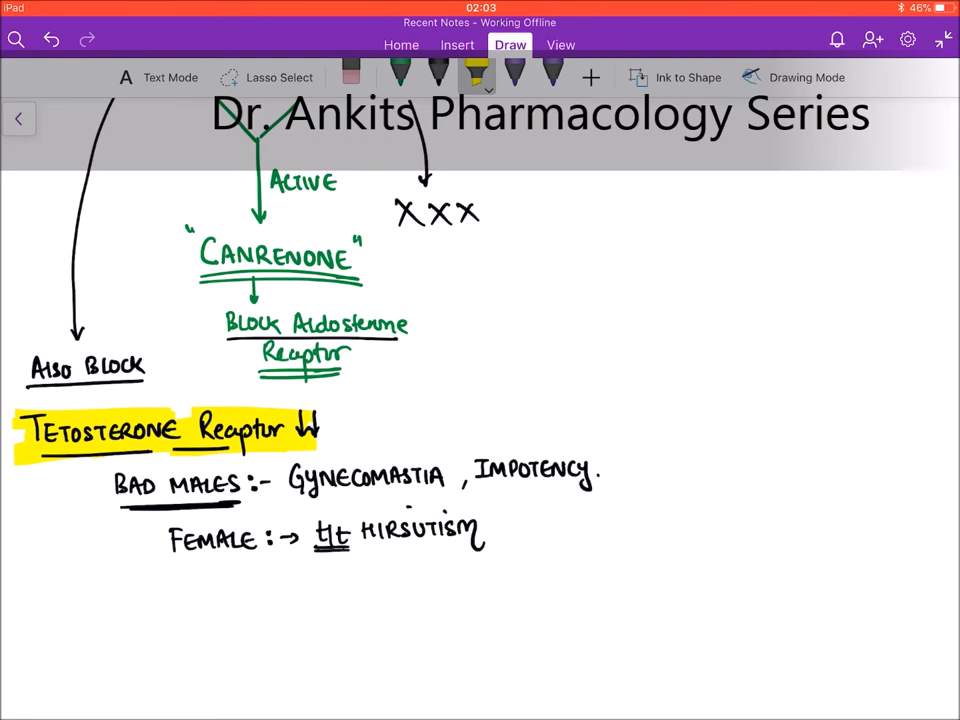 iPad 02:03 46%
Recent Notes - Working Offline
Home Insert Draw View
A Text Mode Lasso Select Ink to Shape Drawing Mode
Dr. Ankits Pharmacology Series
ACTIVE
XXX
"CANRENONE"
BLOCK Aldosterone
Receptor
Also BLOCK
TETOSTERONE Receptor ↓↓
BAD MALES :- GYNECOMASTIA , IMPOTENCY.
FEMALE :→ t/t HIRSUTISM